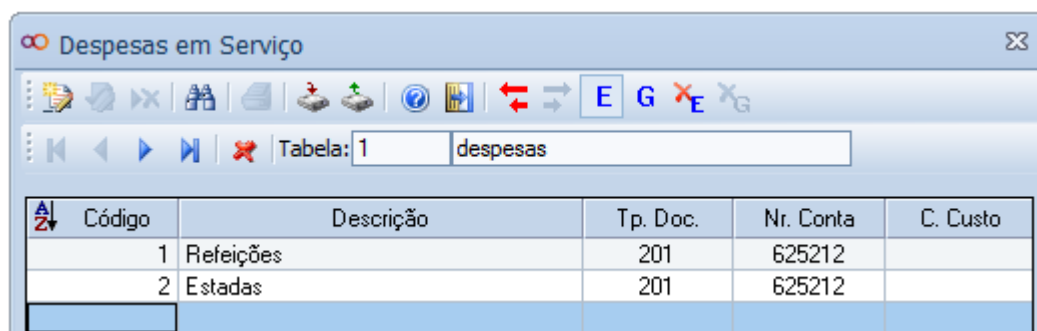 Despesas em Serviço
E G E G
Tabela: 1 despesas
A Z Código Descrição Tp. Doc. Nr. Conta C. Custo
1 Refeições 201 625212
2 Estadas 201 625212